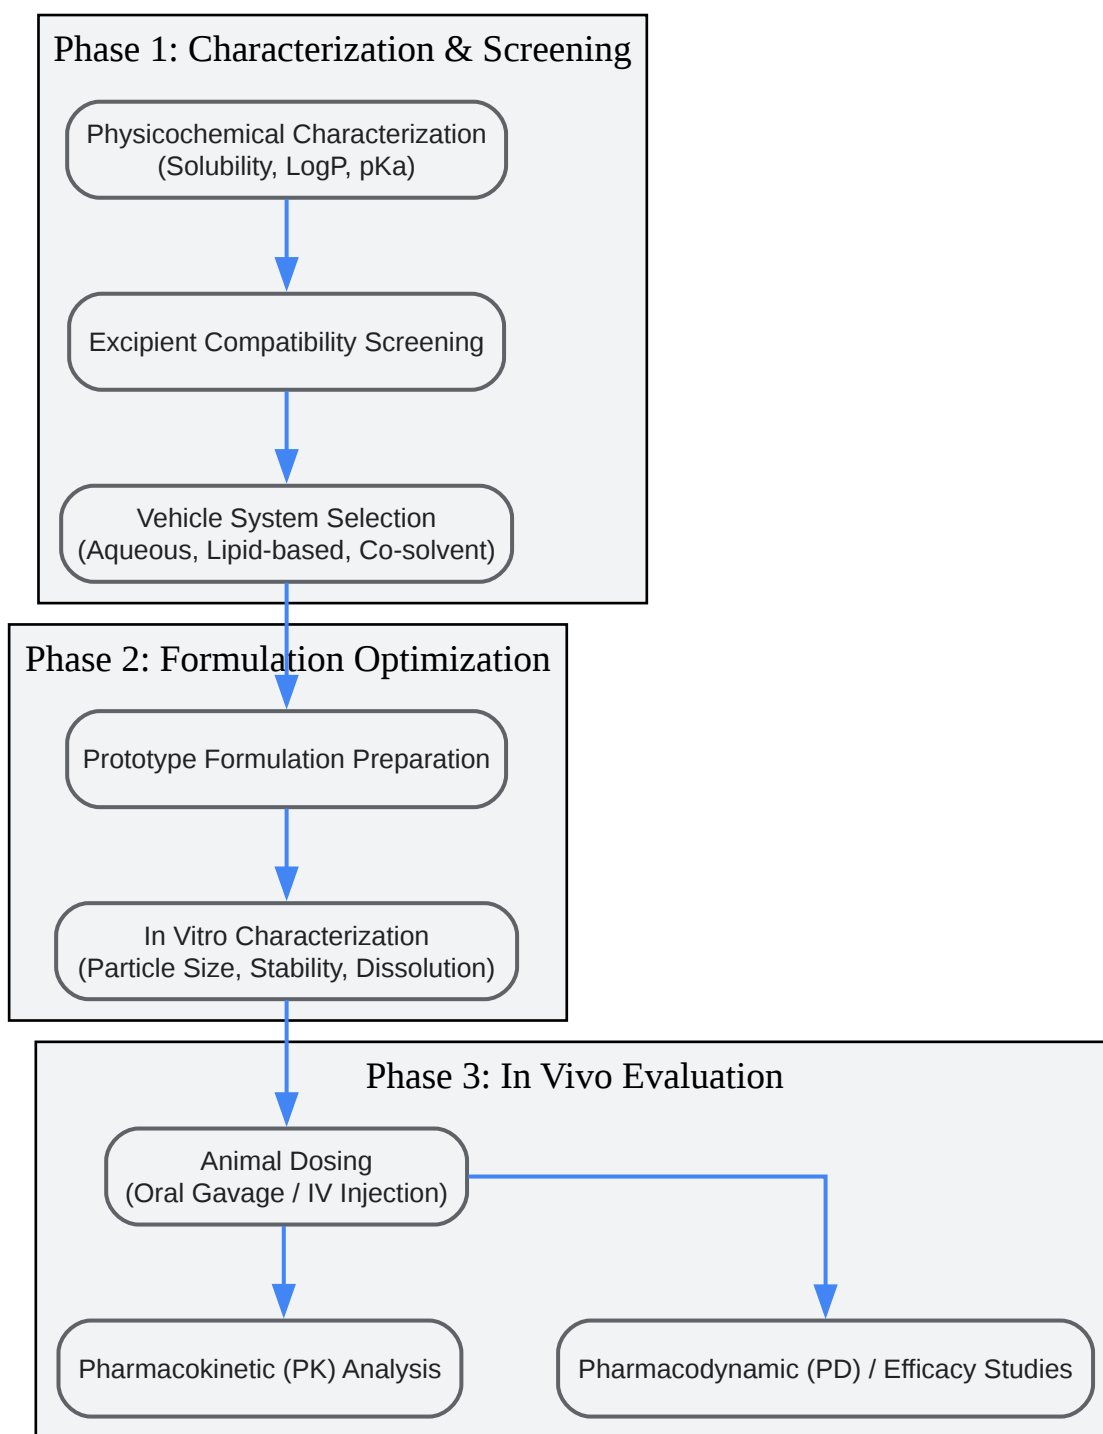 Phase 1: Characterization & Screening
Physicochemical Characterization
(Solubility, LogP, pKa)
Excipient Compatibility Screening
Vehicle System Selection
(Aqueous, Lipid-based, Co-solvent)
Phase 2: Formulation Optimization
Prototype Formulation Preparation
In Vitro Characterization
(Particle Size, Stability, Dissolution)
Phase 3: In Vivo Evaluation
Animal Dosing
(Oral Gavage / IV Injection)
Pharmacokinetic (PK) Analysis
Pharmacodynamic (PD) / Efficacy Studies